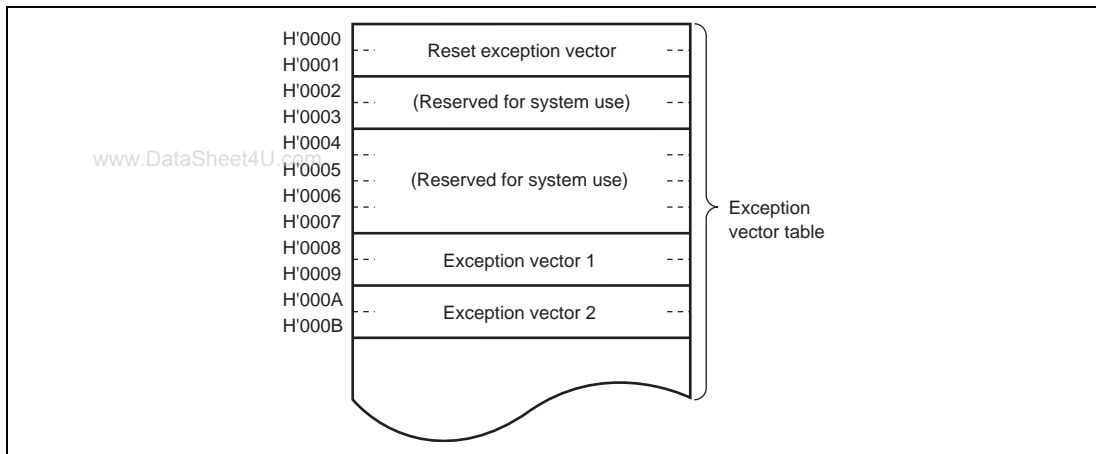 H'0000
Reset exception vector
H'0001
H'0002
(Reserved for system use)
H'0003
H'0004
www.DataSheet4U.com
H'0005
(Reserved for system use)
H'0006
H'0007
Exception
vector table
H'0008
Exception vector 1
H'0009
H'000A
Exception vector 2
H'000B